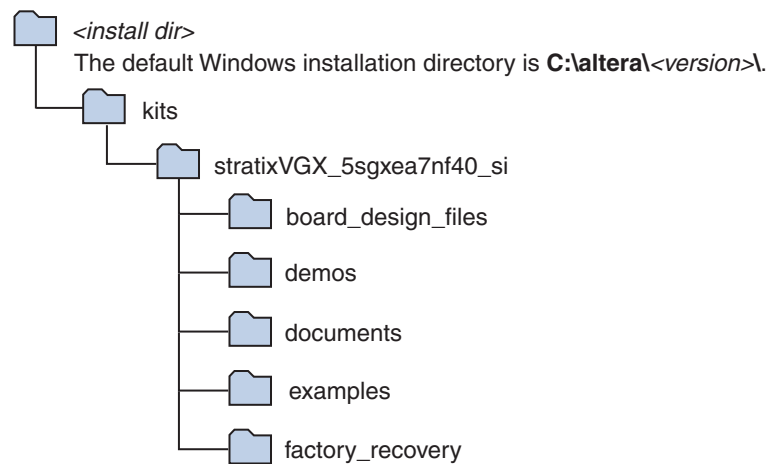 <install dir>
The default Windows installation directory is C:\altera\<version>\.
kits
stratixVGX_5sgxea7nf40_si
board_design_files
demos
documents
examples
factory_recovery